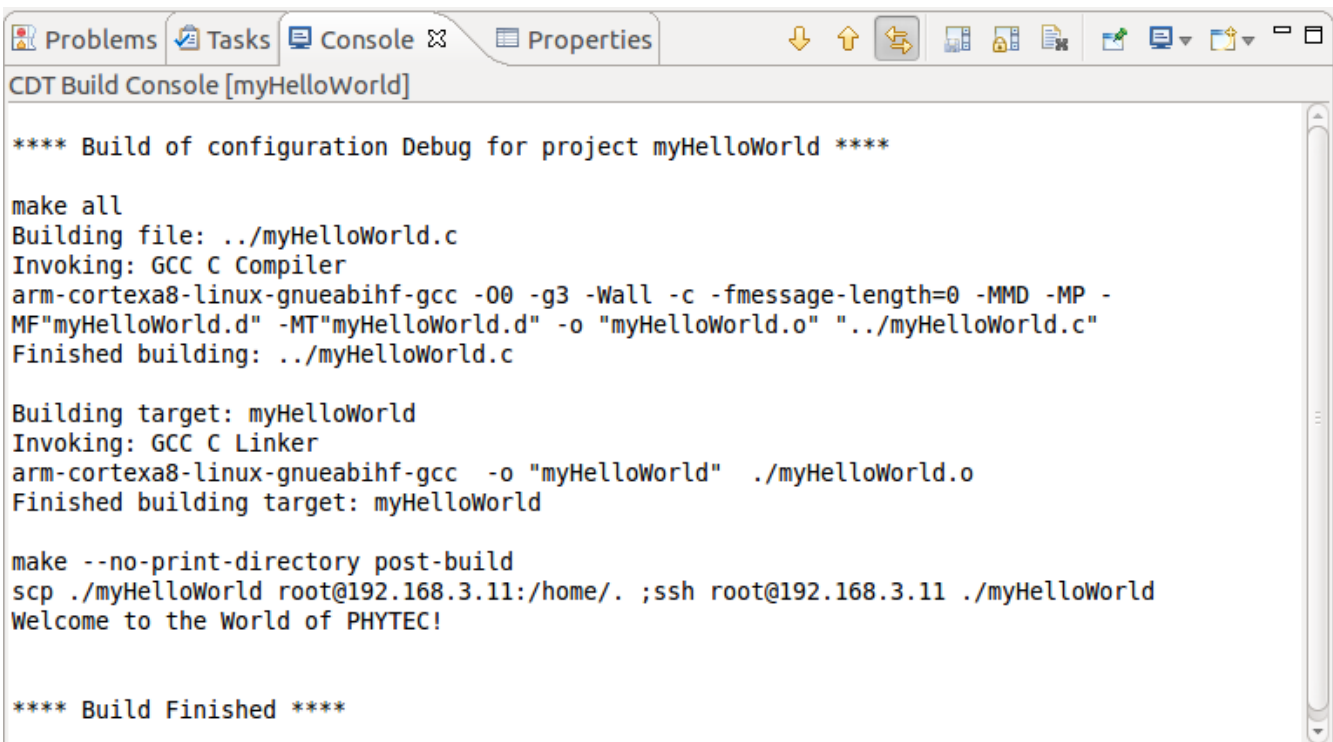 Problems Tasks Console Properties
CDT Build Console [myHelloWorld]
**** Build of configuration Debug for project myHelloWorld ****
make all
Building file: ../myHelloWorld.c
Invoking: GCC C Compiler
arm-cortexa8-linux-gnueabihf-gcc -O0 -g3 -Wall -c -fmessage-length=0 -MMD -MP -
MF"myHelloWorld.d" -MT"myHelloWorld.d" -o "myHelloWorld.o" "../myHelloWorld.c"
Finished building: ../myHelloWorld.c
Building target: myHelloWorld
Invoking: GCC C Linker
arm-cortexa8-linux-gnueabihf-gcc  -o "myHelloWorld"  ./myHelloWorld.o
Finished building target: myHelloWorld
make --no-print-directory post-build
scp ./myHelloWorld root@192.168.3.11:/home/. ;ssh root@192.168.3.11 ./myHelloWorld
Welcome to the World of PHYTEC!
**** Build Finished ****